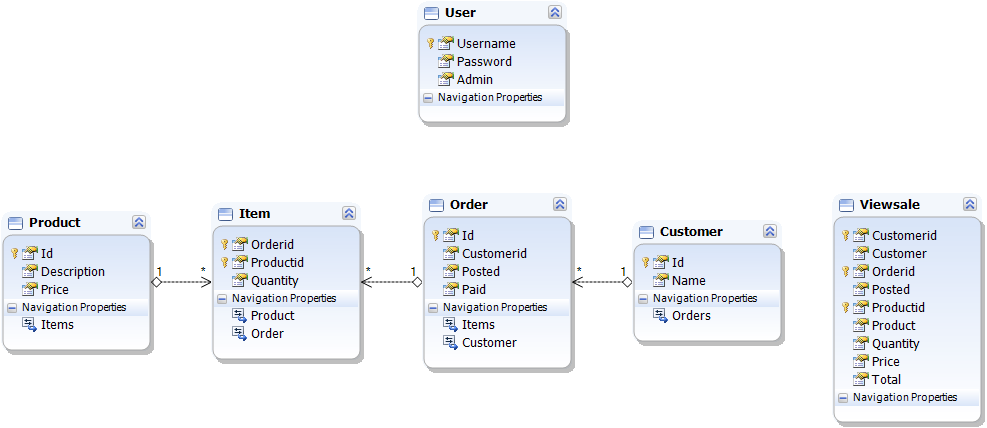 User
Username
Password
Admin
Navigation Properties
Product
Id
Description
Price
Navigation Properties
Items
1
*
Item
Orderid
Productid
Quantity
Navigation Properties
Product
Order
*
1
Order
Id
Customerid
Posted
Paid
Navigation Properties
Items
Customer
*
1
Customer
Id
Name
Navigation Properties
Orders
Viewsale
Customerid
Customer
Orderid
Posted
Productid
Product
Quantity
Price
Total
Navigation Properties